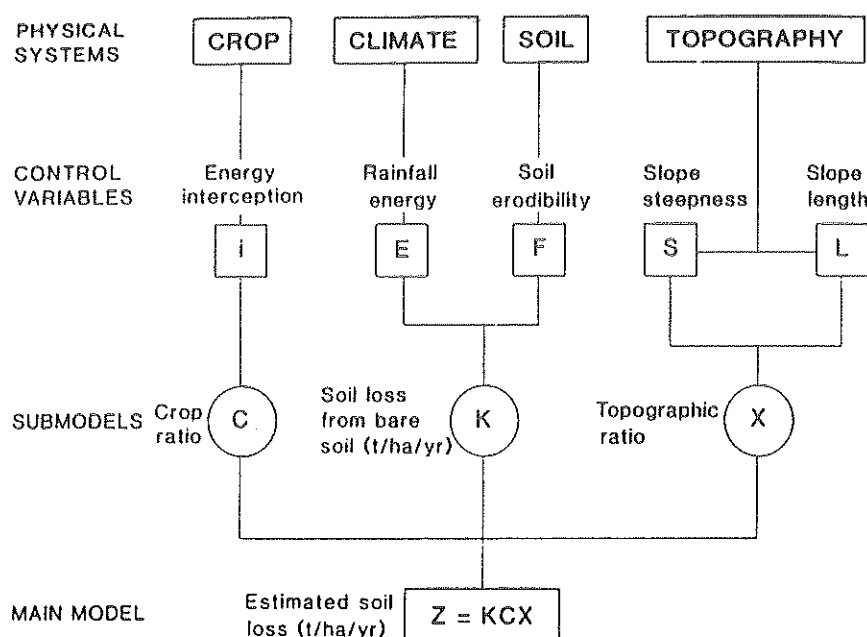 PHYSICAL
SYSTEMS
CROP
CLIMATE
SOIL
TOPOGRAPHY
CONTROL
VARIABLES
Energy
interception
Rainfall
energy
Soil
erodibility
Slope
steepness
Slope
length
i
E
F
S
L
SUBMODELS
Crop
ratio
C
Soil loss
from bare
soil (t/ha/yr)
K
Topographic
ratio
X
MAIN MODEL
Estimated soil
loss (t/ha/yr)
Z = KCX